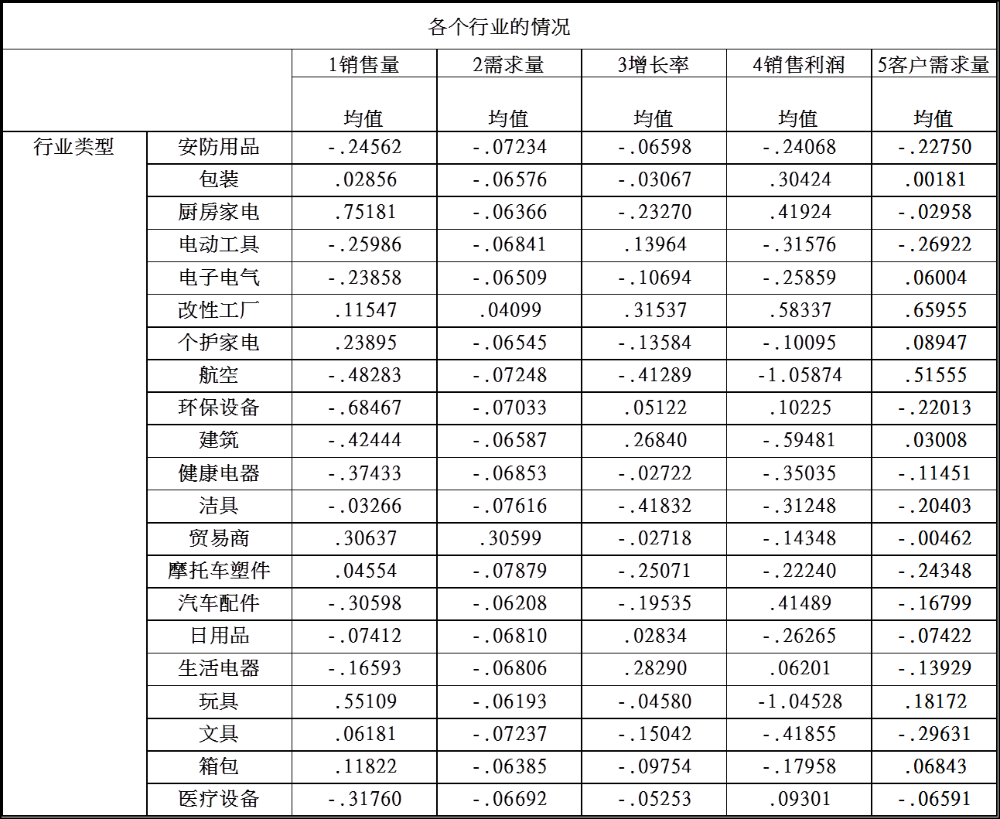 各个行业的情况
1销售量 2需求量 3增长率 4销售利润 5客户需求量
均值 均值 均值 均值 均值
行业类型 安防用品 -.24562 -.07234 -.06598 -.24068 -.22750
包装 .02856 -.06576 -.03067 .30424 .00181
厨房家电 .75181 -.06366 -.23270 .41924 -.02958
电动工具 -.25986 -.06841 .13964 -.31576 -.26922
电子电气 -.23858 -.06509 -.10694 -.25859 .06004
改性工厂 .11547 .04099 .31537 .58337 .65955
个护家电 .23895 -.06545 -.13584 -.10095 .08947
航空 -.48283 -.07248 -.41289 -1.05874 .51555
环保设备 -.68467 -.07033 .05122 .10225 -.22013
建筑 -.42444 -.06587 .26840 -.59481 .03008
健康电器 -.37433 -.06853 -.02722 -.35035 -.11451
洁具 -.03266 -.07616 -.41832 -.31248 -.20403
贸易商 .30637 .30599 -.02718 -.14348 -.00462
摩托车塑件 .04554 -.07879 -.25071 -.22240 -.24348
汽车配件 -.30598 -.06208 -.19535 .41489 -.16799
日用品 -.07412 -.06810 .02834 -.26265 -.07422
生活电器 -.16593 -.06806 .28290 .06201 -.13929
玩具 .55109 -.06193 -.04580 -1.04528 .18172
文具 .06181 -.07237 -.15042 -.41855 -.29631
箱包 .11822 -.06385 -.09754 -.17958 .06843
医疗设备 -.31760 -.06692 -.05253 .09301 -.06591